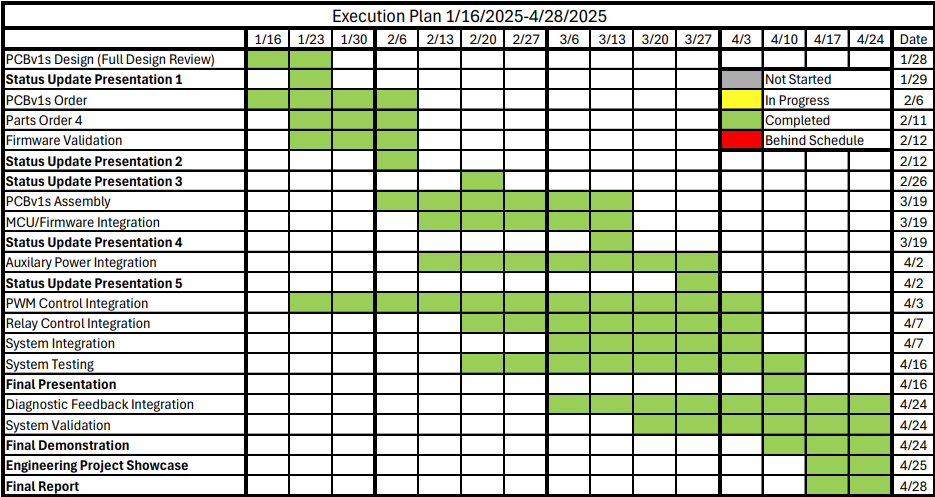 Execution Plan 1/16/2025-4/28/2025
1/16 1/23 1/30 2/6 2/13 2/20 2/27 3/6 3/13 3/20 3/27 4/3 4/10 4/17 4/24 Date
PCBv1s Design (Full Design Review) 1/28
Status Update Presentation 1 Not Started 1/29
PCBv1s Order In Progress 2/6
Parts Order 4 Completed 2/11
Firmware Validation Behind Schedule 2/12
Status Update Presentation 2 2/12
Status Update Presentation 3 2/26
PCBv1s Assembly 3/19
MCU/Firmware Integration 3/19
Status Update Presentation 4 3/19
Auxilary Power Integration 4/2
Status Update Presentation 5 4/2
PWM Control Integration 4/3
Relay Control Integration 4/7
System Integration 4/7
System Testing 4/16
Final Presentation 4/16
Diagnostic Feedback Integration 4/24
System Validation 4/24
Final Demonstration 4/24
Engineering Project Showcase 4/25
Final Report 4/28